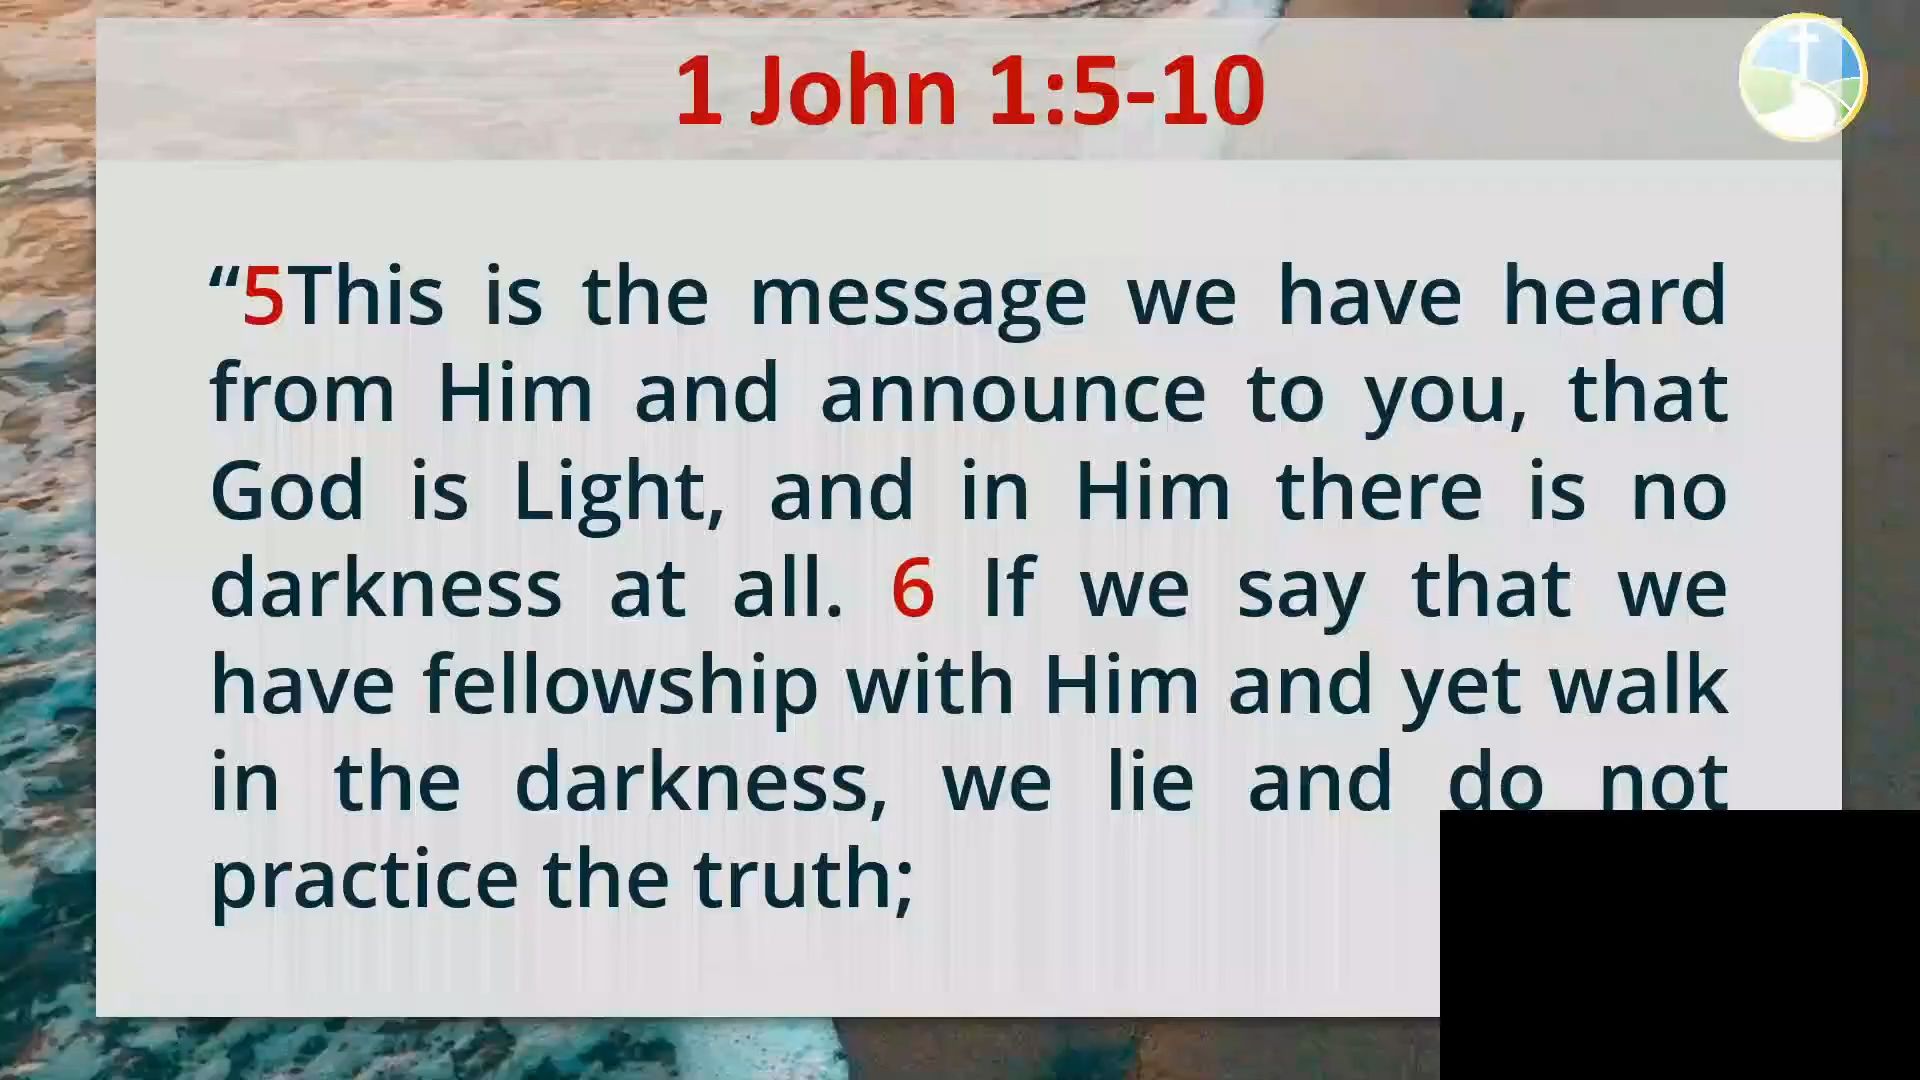 1 John 1:5-10
“5This is the message we have heard
from Him and announce to you, that
God is Light, and in Him there is no
darkness at all. 6 If we say that we
have fellowship with Him and yet walk
in the darkness, we lie and do not
practice the truth;